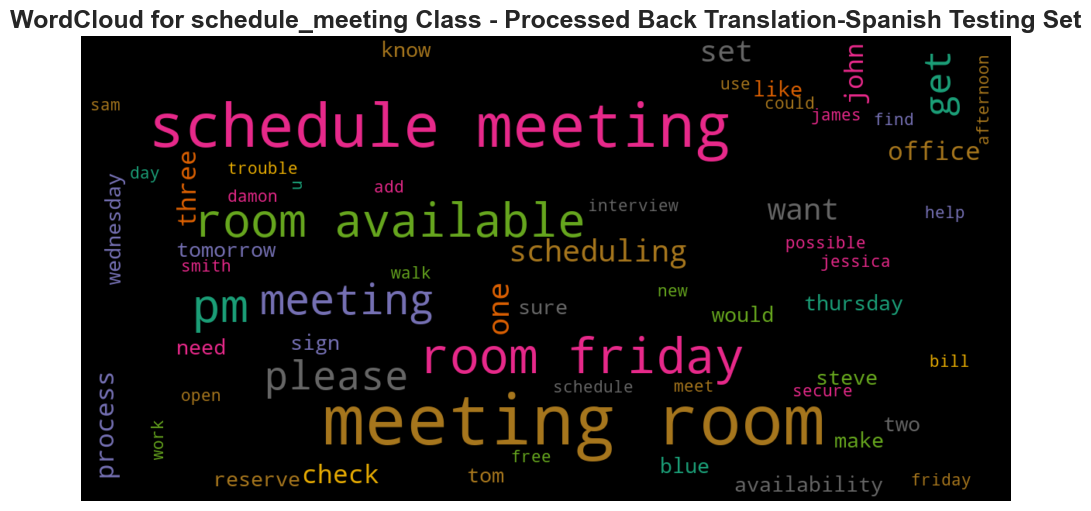 WordCloud for schedule_meeting Class - Processed Back Translation-Spanish Testing Set
know
set
john
get
afternoon
use
like
could
sam
james
find
schedule meeting
office
three
trouble
day
damon
u
add
wednesday
room available
interview
want
help
tomorrow
scheduling
possible
smith
jessica
walk
pm
meeting
one
sure
new
would
thursday
need
sign
room friday
bill
please
schedule
meet
steve
secure
process
open
work
meeting room
two
make
free
reserve
check
tom
blue
availability
friday